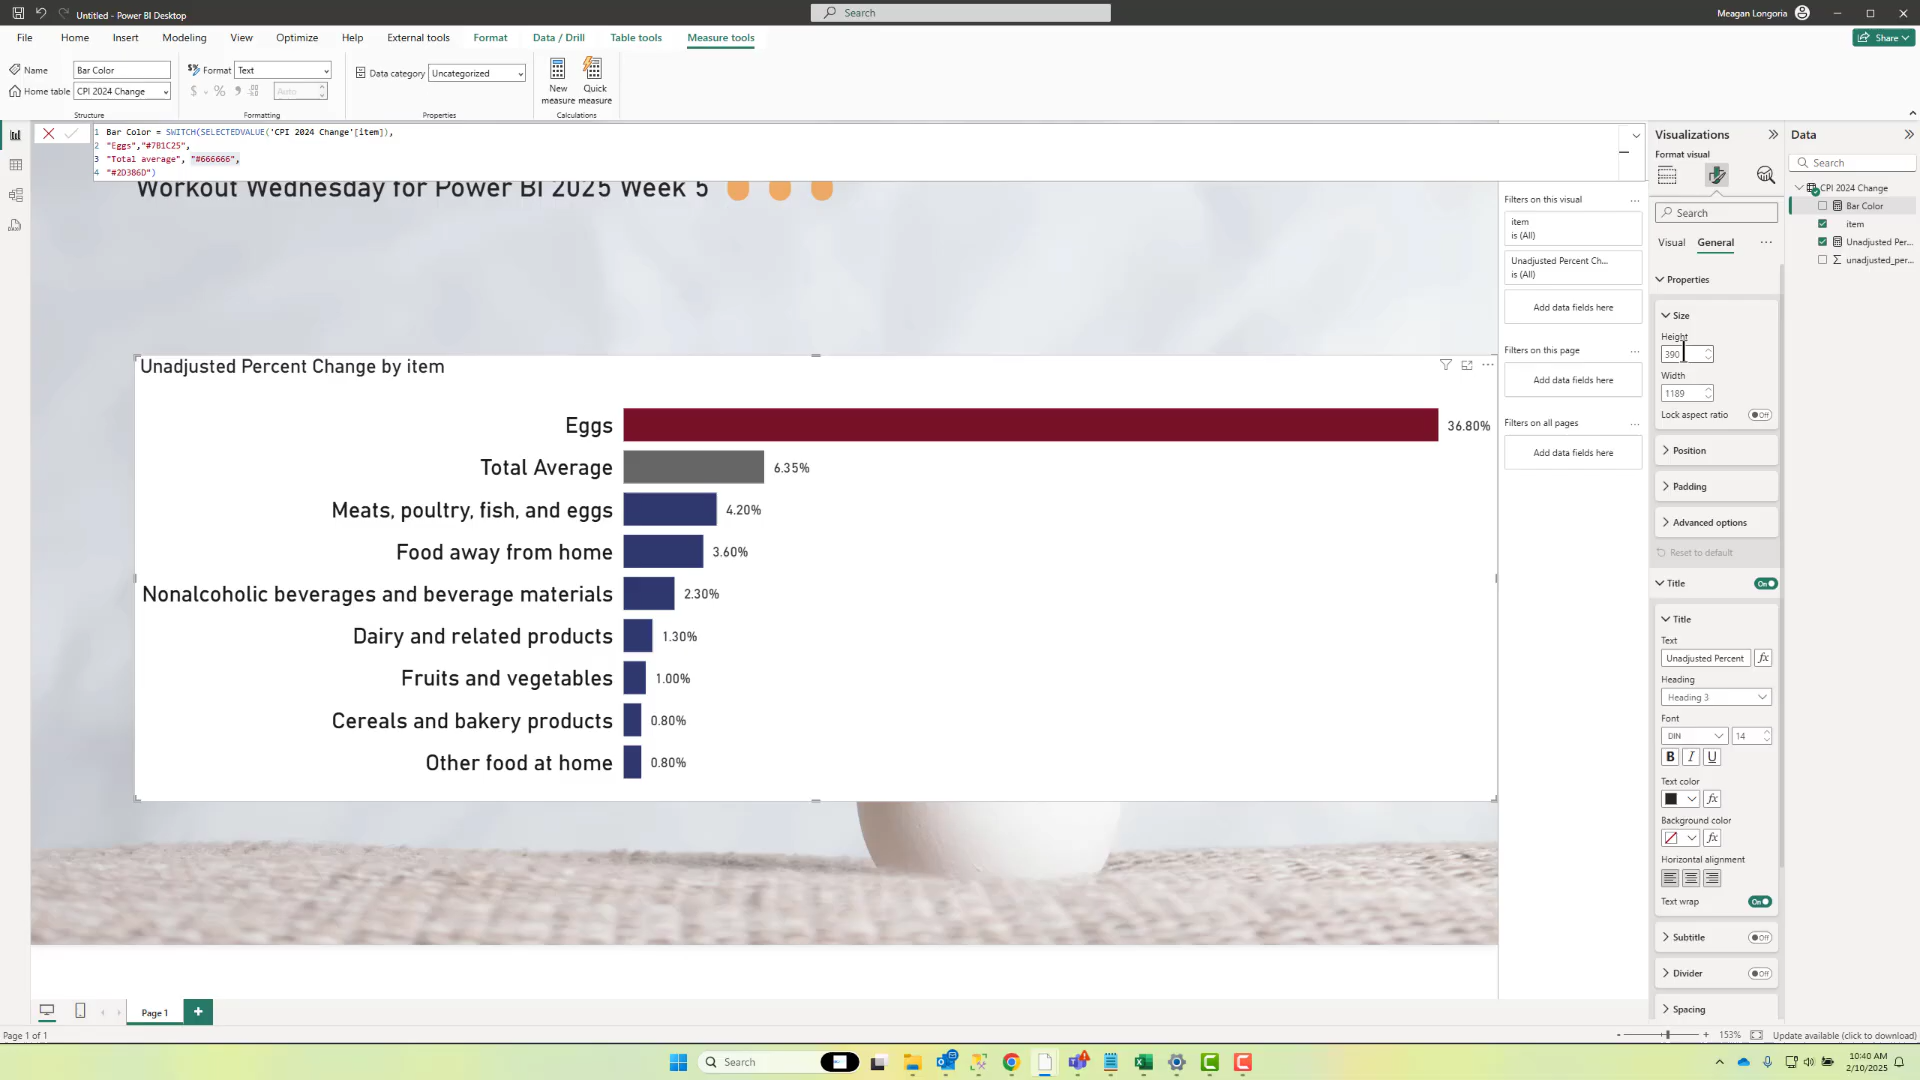 Untitled - Power BI Desktop
Search
Meagan Longoria
File Home Insert Modeling View Optimize Help External tools Format Data / Drill Table tools Measure tools
Share
Name Bar Color
Home table CPI 2024 Change
Structure
Format Text
$ % Auto
Formatting
Data category Uncategorized
Properties
New measure
Quick measure
Calculations
1 Bar Color = SWITCH(SELECTEDVALUE('CPI 2024 Change'[item]),
2 "Eggs","#7B1C25",
3 "Total average", "#666666",
4 "#2D3B6D")
Workout Wednesday for Power BI 2025 Week 5
Unadjusted Percent Change by item
Eggs 36.80%
Total Average 6.35%
Meats, poultry, fish, and eggs 4.20%
Food away from home 3.60%
Nonalcoholic beverages and beverage materials 2.30%
Dairy and related products 1.30%
Fruits and vegetables 1.00%
Cereals and bakery products 0.80%
Other food at home 0.80%
Filters on this visual ...
item
is (All)
Unadjusted Percent Ch...
is (All)
Add data fields here
Filters on this page ...
Add data fields here
Filters on all pages ...
Add data fields here
Visualizations
Format visual
Search
Visual General ...
Properties
Size
Height
390
Width
1189
Lock aspect ratio Off
Position
Padding
Advanced options
Reset to default
Title On
Title
Text
Unadjusted Percent fx
Heading
Heading 3
Font
DIN 14
B I U
Text color
fx
Background color
fx
Horizontal alignment
Text wrap On
Subtitle Off
Divider Off
Spacing
Data
Search
CPI 2024 Change
Bar Color
item
Unadjusted Per...
Σ unadjusted_per...
Page 1
Page 1 of 1
- + 153%
Update available (click to download)
Search
10:40 AM
2/10/2025